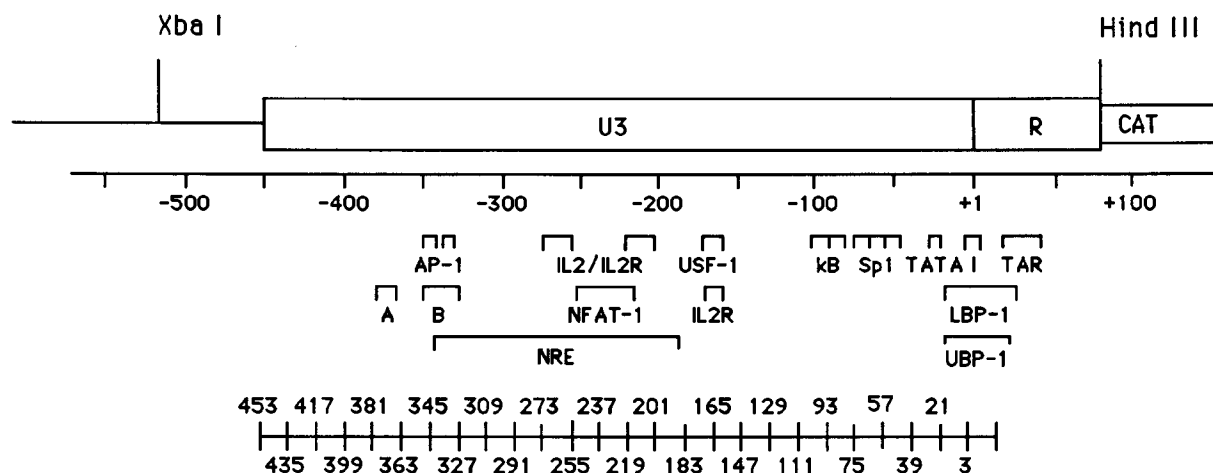 Xba I Hind III
U3 R CAT
-500 -400 -300 -200 -100 +1 +100
AP-1 IL2/IL2R USF-1 kB Sp1 TATA I TAR
A B NFAT-1 IL2R LBP-1
NRE UBP-1
453 417 381 345 309 273 237 201 165 129 93 57 21
435 399 363 327 291 255 219 183 147 111 75 39 3